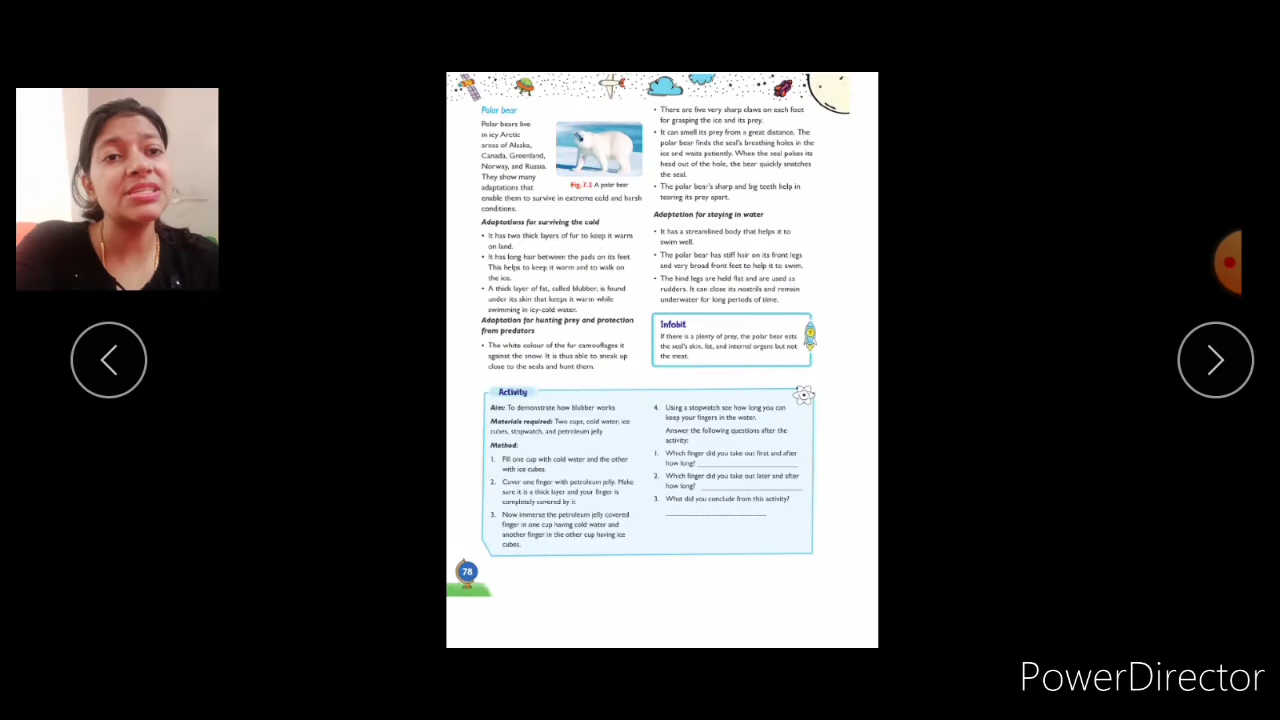 Polar bear
Polar bears live
in icy Arctic
areas of Alaska,
Canada, Greenland,
Norway, and Russia.
They show many
adaptations that
enable them to survive in extreme cold and harsh
conditions.
Fig. 7.2 A polar bear
Adaptations for surviving the cold
• It has two thick layers of fur to keep it warm
on land.
• It has long hair between the pads on its feet.
This helps to keep it warm and to walk on
the ice.
• A thick layer of fat, called blubber, is found
under its skin that keeps it warm while
swimming in icy-cold water.
Adaptation for hunting prey and protection
from predators
• The white colour of the fur camouflages it
against the snow. It is thus able to sneak up
close to the seals and hunt them.
• There are five very sharp claws on each foot
for grasping the ice and its prey.
• It can smell its prey from a great distance. The
polar bear finds the seal's breathing holes in the
ice and waits patiently. When the seal pokes its
head out of the hole, the bear quickly snatches
the seal.
• The polar bear's sharp and big teeth help in
tearing its prey apart.
Adaptation for staying in water
• It has a streamlined body that helps it to
swim well.
• The polar bear has stiff hair on its front legs
and very broad front feet to help it to swim.
• The hind legs are held flat and are used as
rudders. It can close its nostrils and remain
underwater for long periods of time.
Infobit
If there is a plenty of prey, the polar bear eats
the seal's skin, fat, and internal organs but not
the meat.
Activity
Aim: To demonstrate how blubber works
Materials required: Two cups, cold water, ice
cubes, stopwatch, and petroleum jelly
Method:
1. Fill one cup with cold water and the other
with ice cubes.
2. Cover one finger with petroleum jelly. Make
sure it is a thick layer and your finger is
completely covered by it.
3. Now immerse the petroleum jelly covered
finger in one cup having cold water and
another finger in the other cup having ice
cubes.
4. Using a stopwatch see how long you can
keep your fingers in the water.
Answer the following questions after the
activity:
1. Which finger did you take out first and after
how long?
2. Which finger did you take out later and after
how long?
3. What did you conclude from this activity?
78
PowerDirector